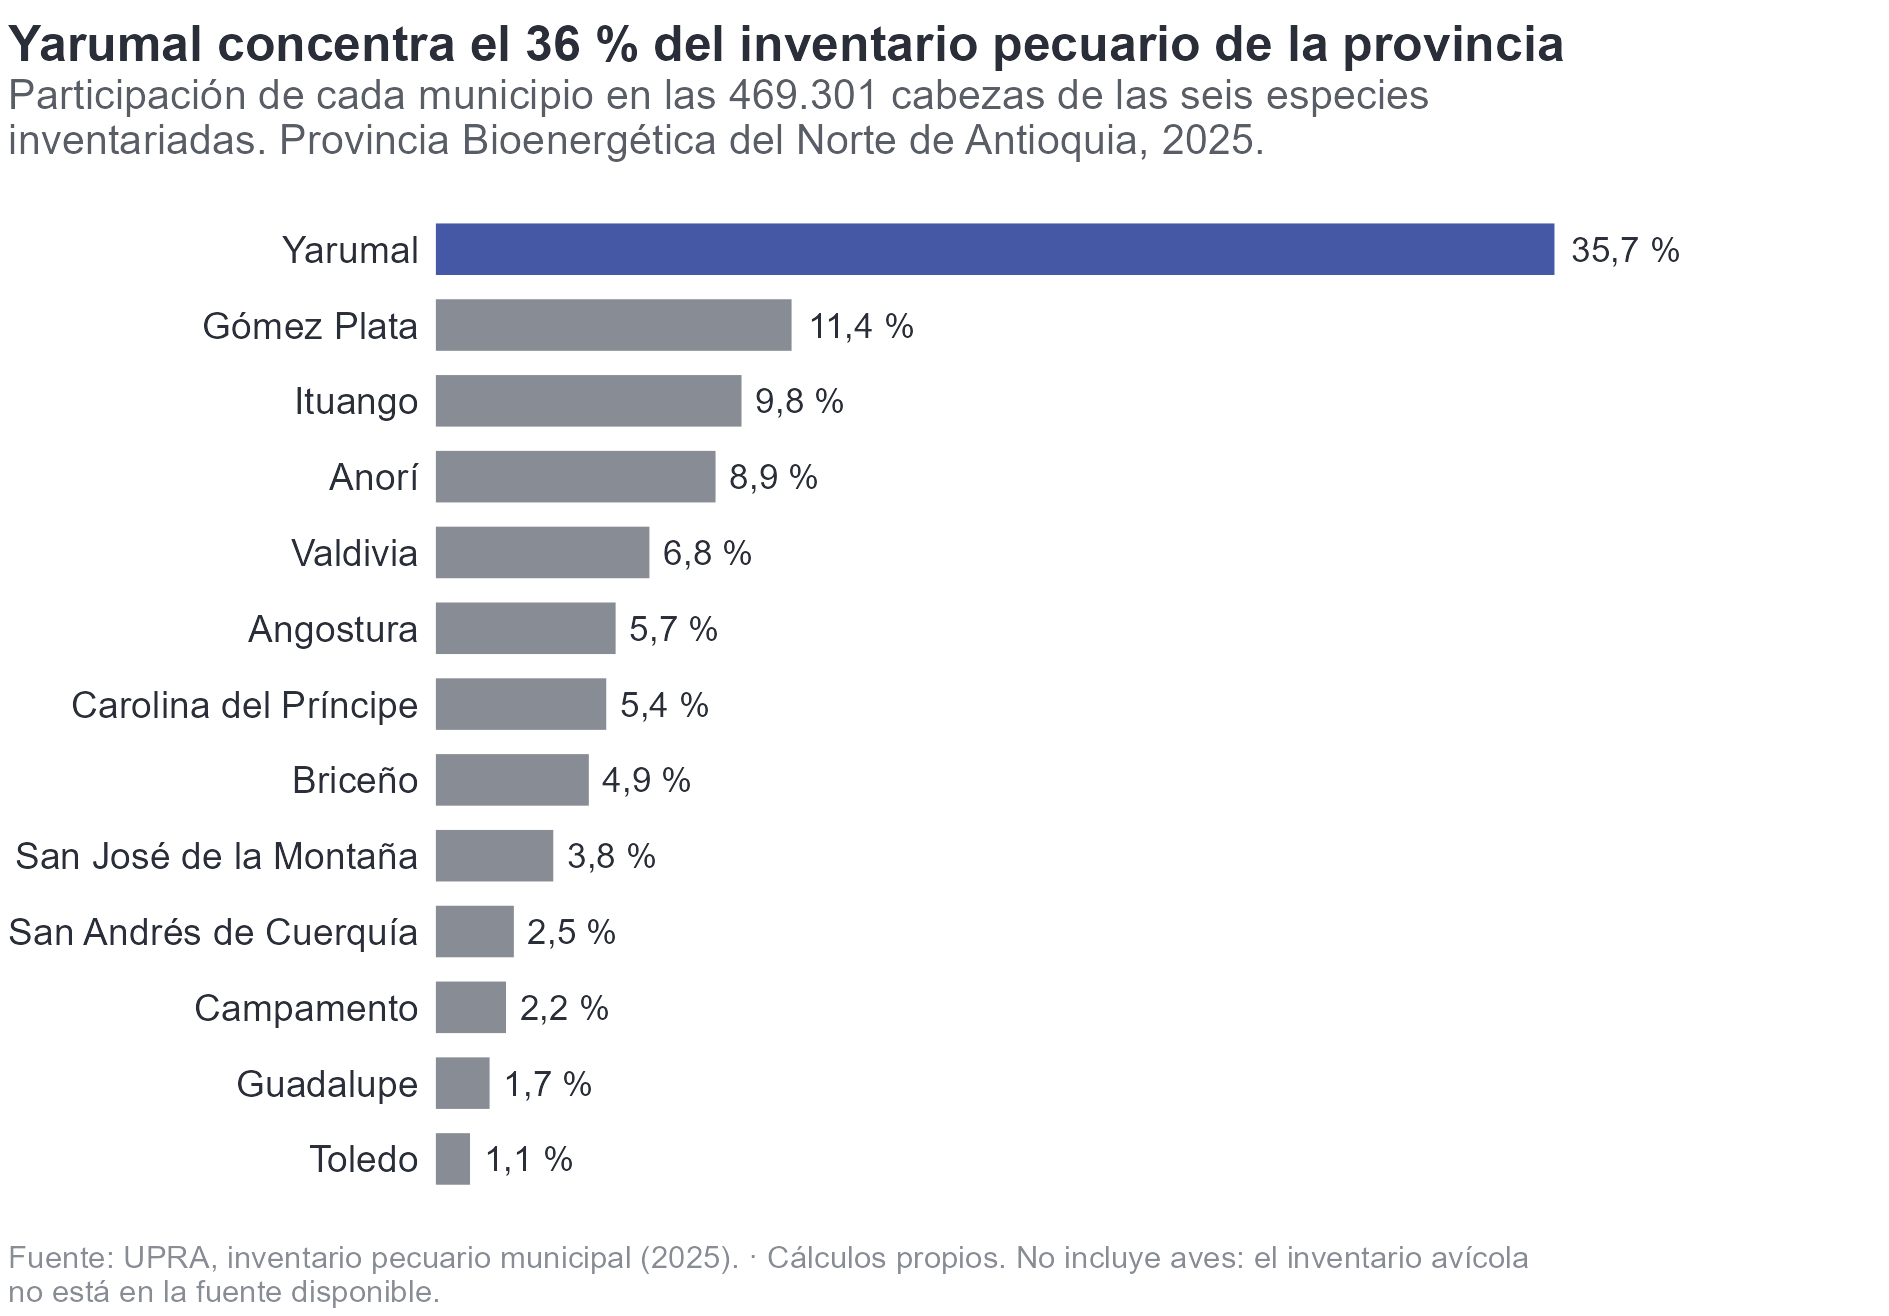 Yarumal concentra el 36 % del inventario pecuario de la provincia
Participación de cada municipio en las 469.301 cabezas de las seis especies
inventariadas. Provincia Bioenergética del Norte de Antioquia, 2025.
Yarumal 35,7 %
Gómez Plata 11,4 %
Ituango 9,8 %
Anorí 8,9 %
Valdivia 6,8 %
Angostura 5,7 %
Carolina del Príncipe 5,4 %
Briceño 4,9 %
San José de la Montaña 3,8 %
San Andrés de Cuerquía 2,5 %
Campamento 2,2 %
Guadalupe 1,7 %
Toledo 1,1 %
Fuente: UPRA, inventario pecuario municipal (2025). · Cálculos propios. No incluye aves: el inventario avícola
no está en la fuente disponible.